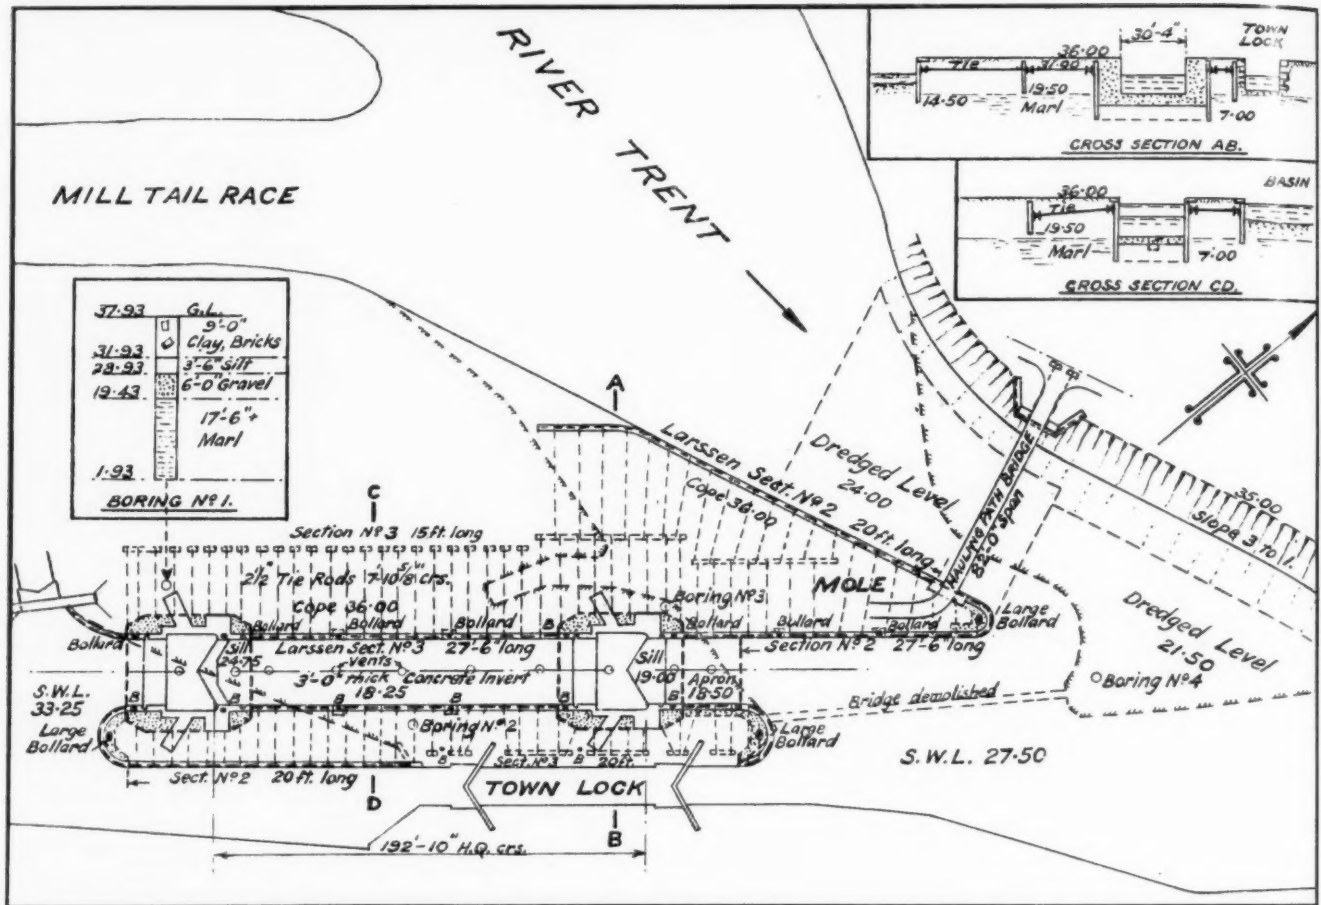 RIVER TRENT
MILL TAIL RACE
30'-4"
TOWN
LOCK
36·00
Tie
31·00
19·50
14·50
Marl
7·00
CROSS SECTION AB.
BASIN
36·00
Tie
19·50
Marl
7'00
CROSS SECTION CD.
37·93 G.L.
9'-0"
Clay, Bricks
31·93
28·93 3'-6" Silt
6'-0" Gravel
19·43
17'-6"+
Marl
1·93
BORING Nº 1.
A
Larssen Sect. Nº 2 20 ft. long
Cope 36·00
Dredged Level
24·00
HAULING PATH BRIDGE
82'-0" span
35·00
Slope 3·70 1.
C
Section Nº 3 15 ft. long
2½" Tie Rods 7'-10⅝" crs.
Cope 36·00
MOLE
Boring Nº 3
Large
Bollard
Dredged Level
21·50
Bollard
Bollard
Bollard
Bollard
B
Bollard
Bullard
Bollard
Larssen Sect. Nº 3 27'-6" long
Section Nº 2 27'-6" long
Sill
24·75
vents
3'-0" thick Concrete Invert
18·25
Sill
19·00
Apron
18·50
Boring Nº 4
S.W.L.
33·25
B
B
B
B
B
B
Bridge demolished
Boring Nº 2
Large
Bollard
Large
Bollard
S.W.L. 27·50
Sect. Nº 2 20 ft. long
B
Sect. Nº 3
B
20 ft.
D
TOWN LOCK
B
192'-10" H.Q. crs.